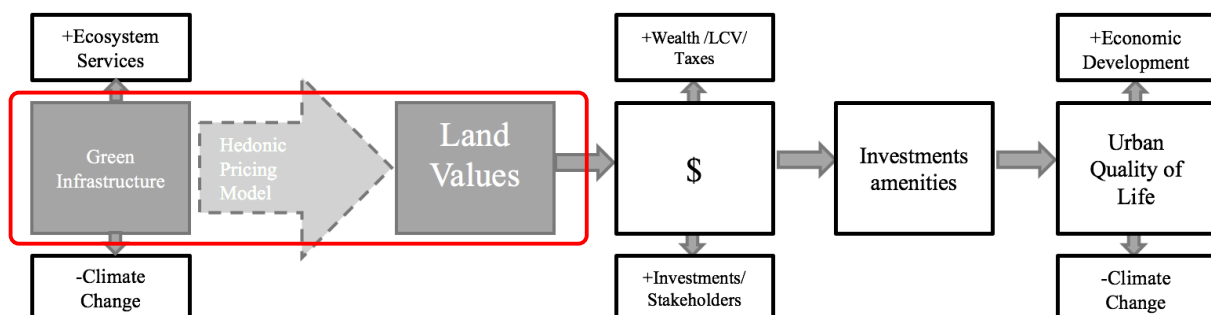 +Ecosystem
Services
+Wealth /LCV/
Taxes
+Economic
Development
Green
Infrastructure
Hedonic
Pricing
Model
Land
Values
$
Investments
amenities
Urban
Quality of
Life
-Climate
Change
+Investments/
Stakeholders
-Climate
Change